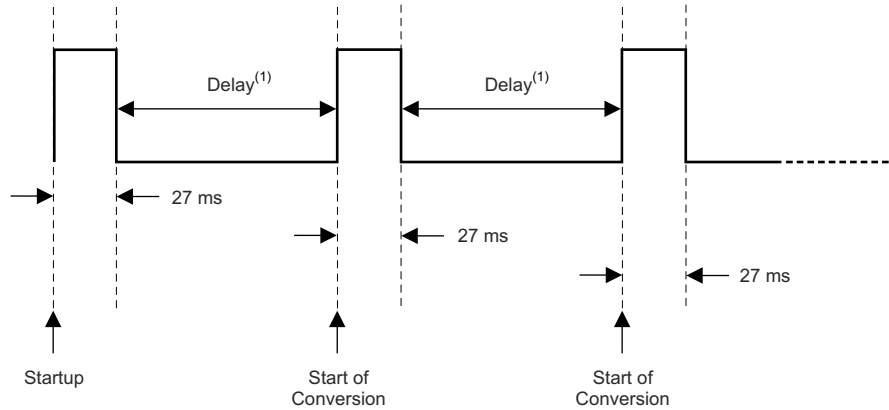 Delay(1)
Delay(1)
27 ms
27 ms
27 ms
Startup
Start of
Conversion
Start of
Conversion